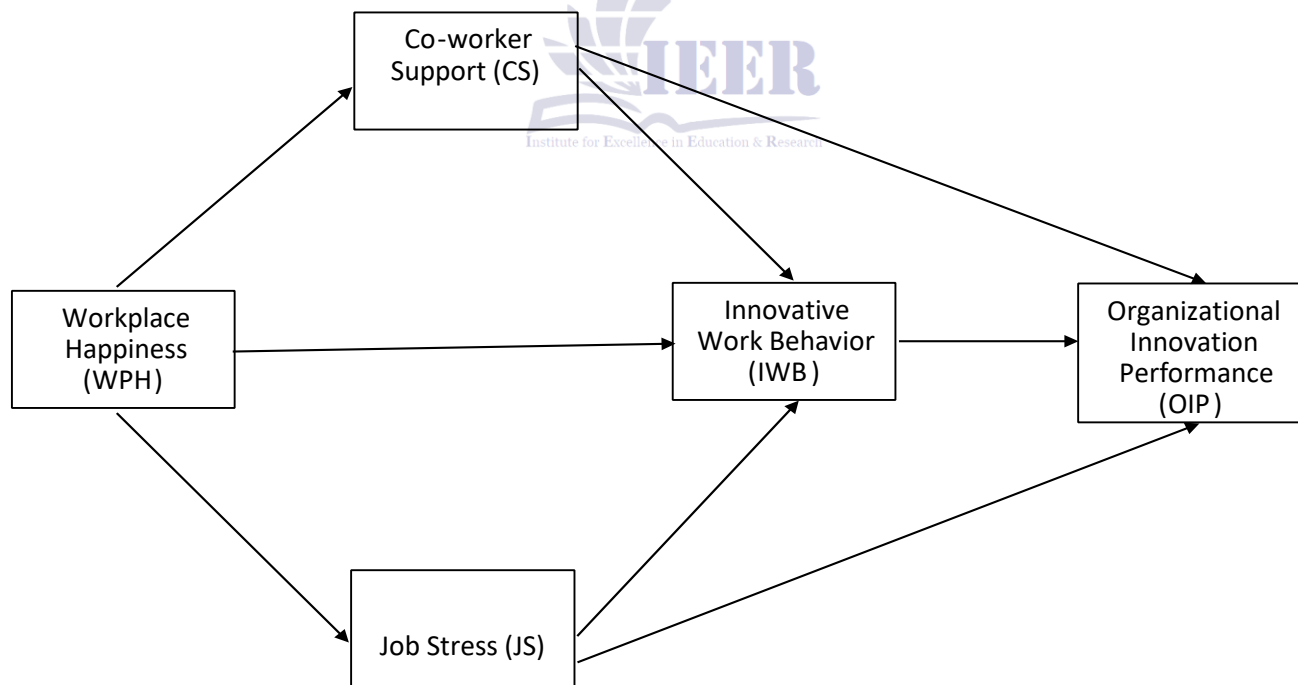 Co-worker
Support (CS)
IEER
Institute for Excellence in Education & Research
Workplace
Happiness
(WPH)
Innovative
Work Behavior
(IWB)
Organizational
Innovation
Performance
(OIP)
Job Stress (JS)